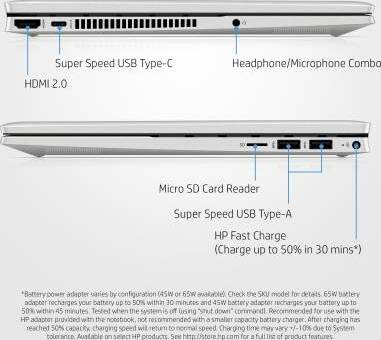 Super Speed USB Type-C
Headphone/Microphone Combo
HDMI 2.0
SD
Micro SD Card Reader
Super Speed USB Type-A
HP Fast Charge
(Charge up to 50% in 30 mins*)
*Battery power adapter varies by configuration (45W or 65W available). Check the SKU model for details. 65W battery
adapter recharges your battery up to 50% within 30 minutes and 45W battery adapter recharges your battery up to
50% within 45 minutes. Tested when the system is off (using "shut down" command). Recommended for use with the
HP adapter provided with the notebook, not recommended with a smaller capacity battery charger. After charging has
reached 50% capacity, charging speed will return to normal speed. Charging time may vary +/-10% due to System
tolerance. Available on select HP products. See http://store.hp.com for a full list of product features.